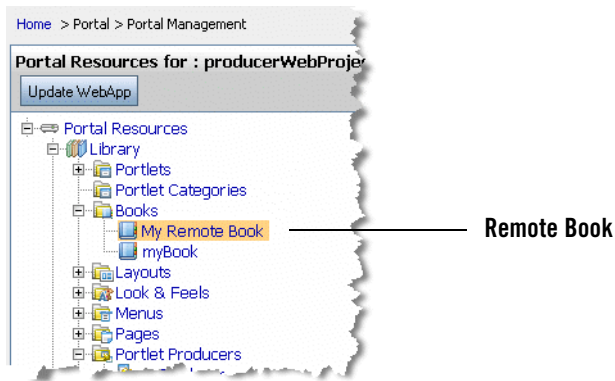 Home > Portal > Portal Management
Portal Resources for : producerWebProje
Update WebApp
Portal Resources
Library
Portlets
Portlet Categories
Books
My Remote Book
Remote Book
myBook
Layouts
Look & Feels
Menus
Pages
Portlet Producers